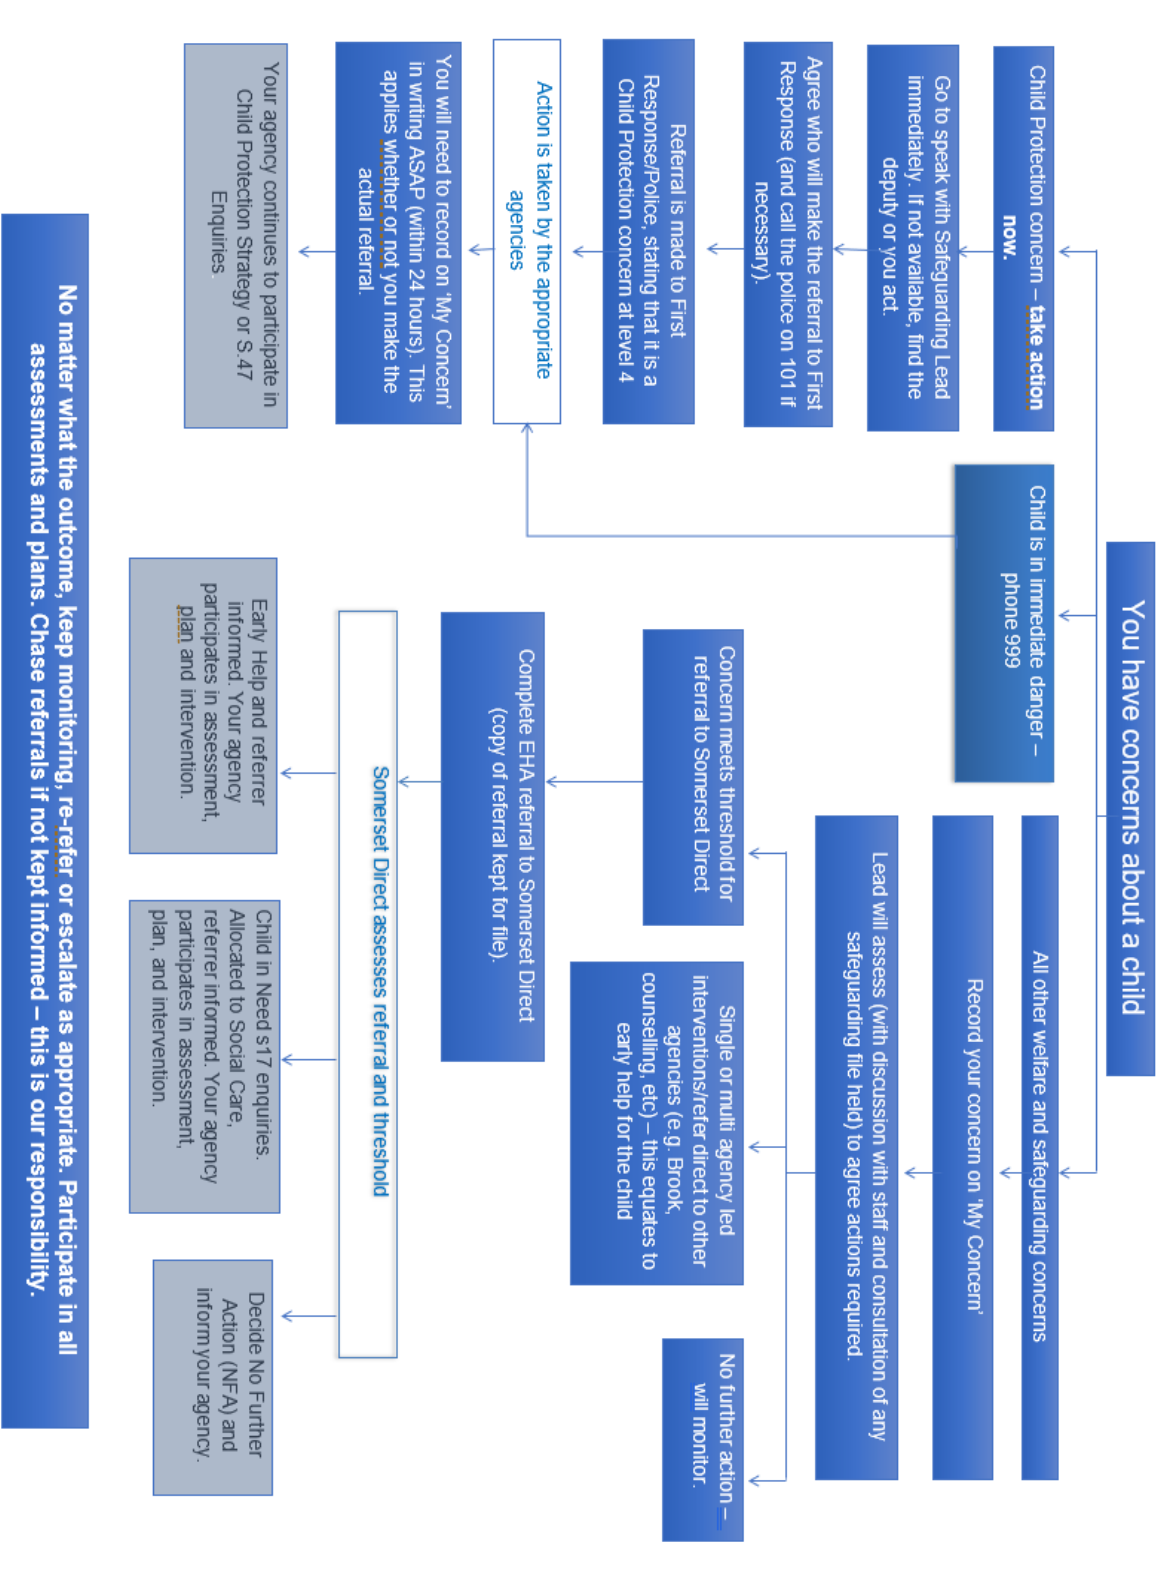 You have concerns about a child
Child Protection concern – take action
now.
Go to speak with Safeguarding Lead
immediately. If not available, find the
deputy or you act.
Agree who will make the referral to First
Response (and call the police on 101 if
necessary).
Referral is made to First
Response/Police, stating that it is a
Child Protection concern at level 4
Action is taken by the appropriate
agencies
You will need to record on ‘My Concern’
in writing ASAP (within 24 hours). This
applies whether or not you make the
actual referral.
Your agency continues to participate in
Child Protection Strategy or S.47
Enquiries.
Child is in immediate danger –
phone 999
All other welfare and safeguarding concerns
Record your concern on ‘My Concern’
Lead will assess (with discussion with staff and consultation of any
safeguarding file held) to agree actions required.
Concern meets threshold for
referral to Somerset Direct
Single or multi agency led
interventions/refer direct to other
agencies (e.g. Brook,
counselling, etc) – this equates to
early help for the child
No further action –
will monitor.
Complete EHA referral to Somerset Direct
(copy of referral kept for file).
Somerset Direct assesses referral and threshold
Early Help and referrer
informed. Your agency
participates in assessment,
plan and intervention.
Child in Need s17 enquiries.
Allocated to Social Care,
referrer informed. Your agency
participates in assessment,
plan, and intervention.
Decide No Further
Action (NFA) and
inform your agency.
No matter what the outcome, keep monitoring, re-refer or escalate as appropriate. Participate in all
assessments and plans. Chase referrals if not kept informed – this is our responsibility.